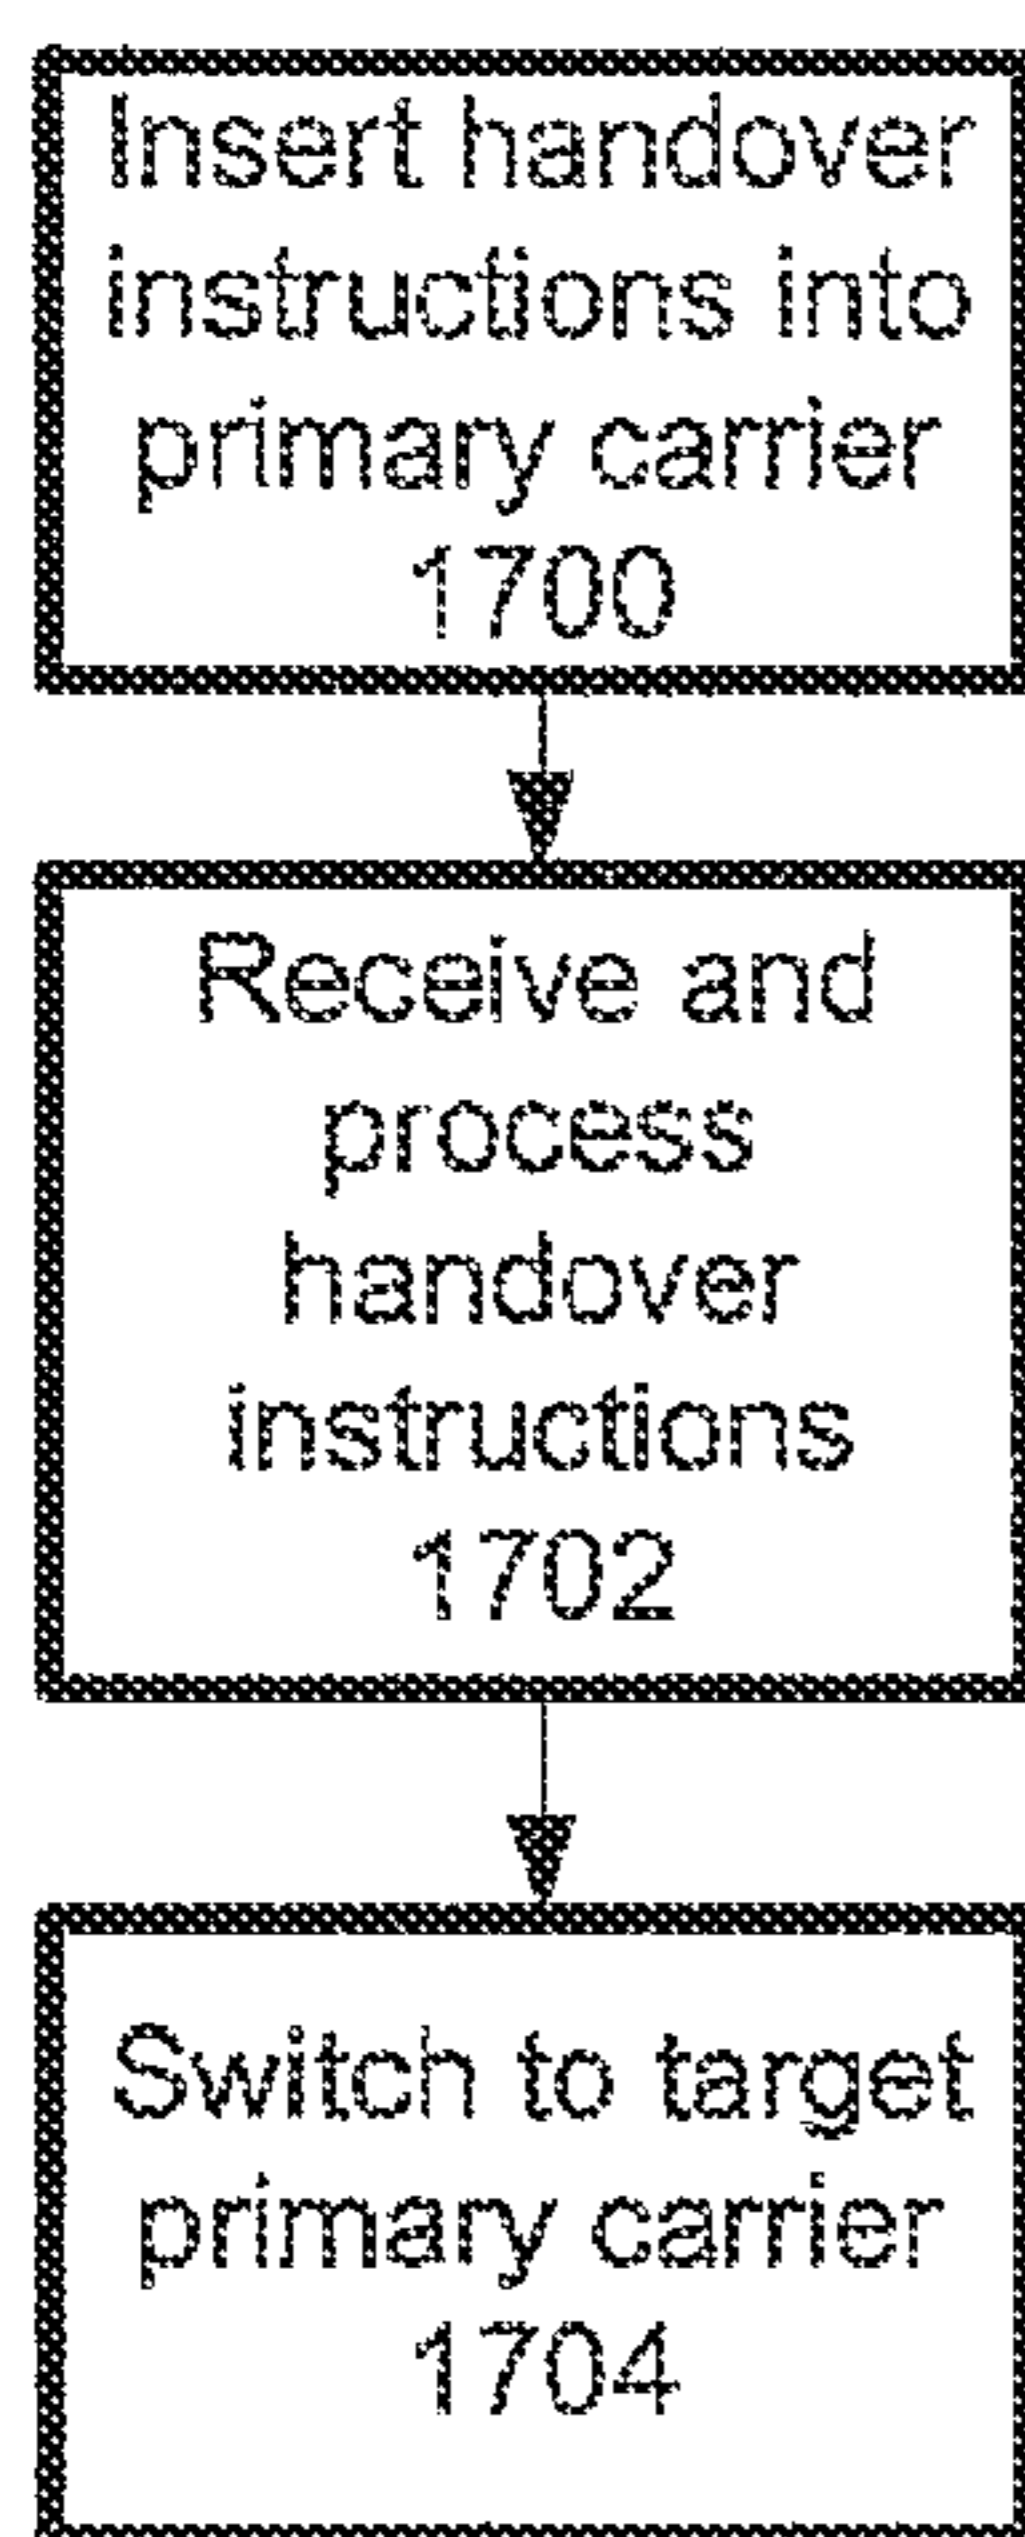 Insert handover
instructions into
primary carrier
1700
Receive and
process
handover
instructions
1702
Switch to target
primary carrier
1704